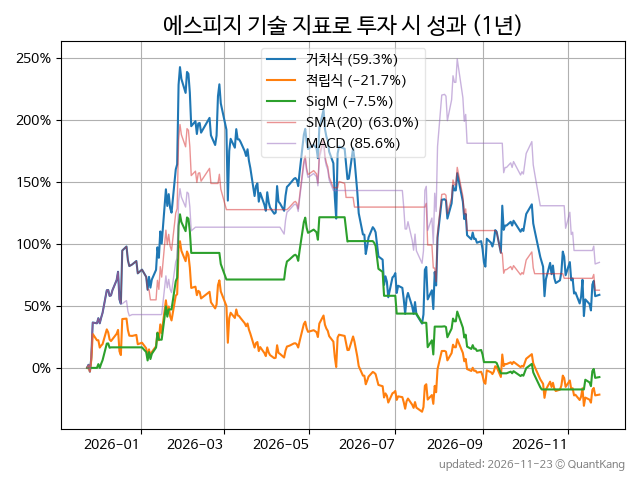 에스피지 기술 지표로 투자 시 성과 (1년)
거치식 (59.3%)
적립식 (-21.7%)
SigM (-7.5%)
SMA(20) (63.0%)
MACD (85.6%)
250%
200%
150%
100%
50%
0%
2026-01 2026-03 2026-05 2026-07 2026-09 2026-11
updated: 2026-11-23 © QuantKang